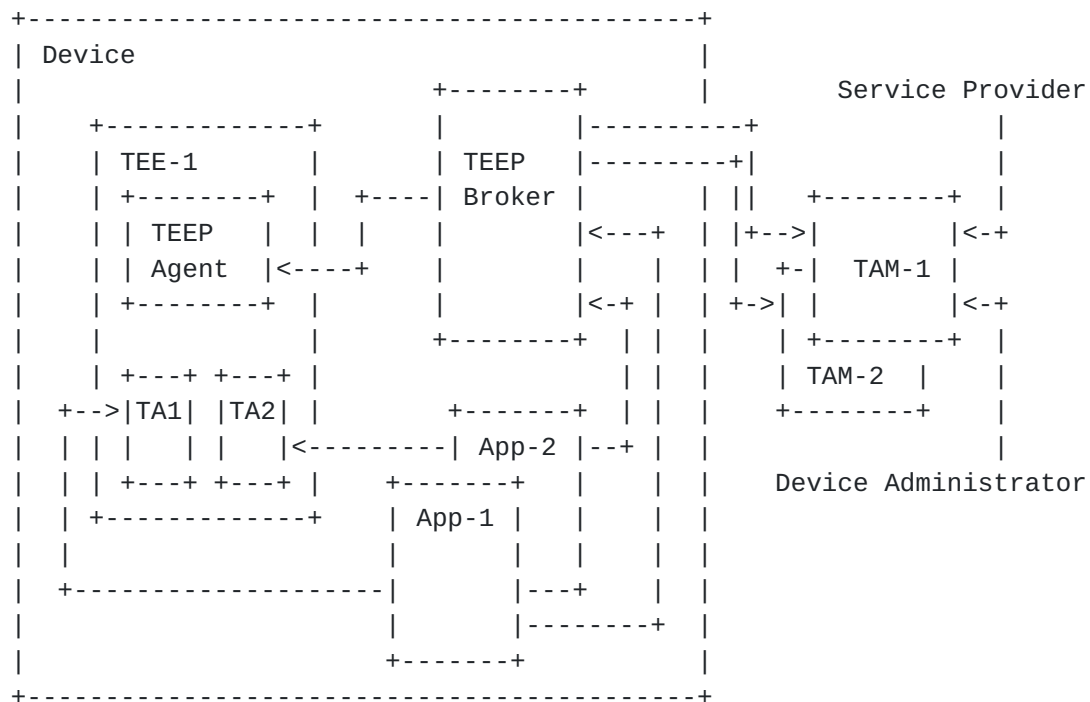 Device
Service Provider
TEE-1
TEEP
Broker
TEEP
Agent
TAM-1
TAM-2
TA1 TA2
App-2
Device Administrator
App-1